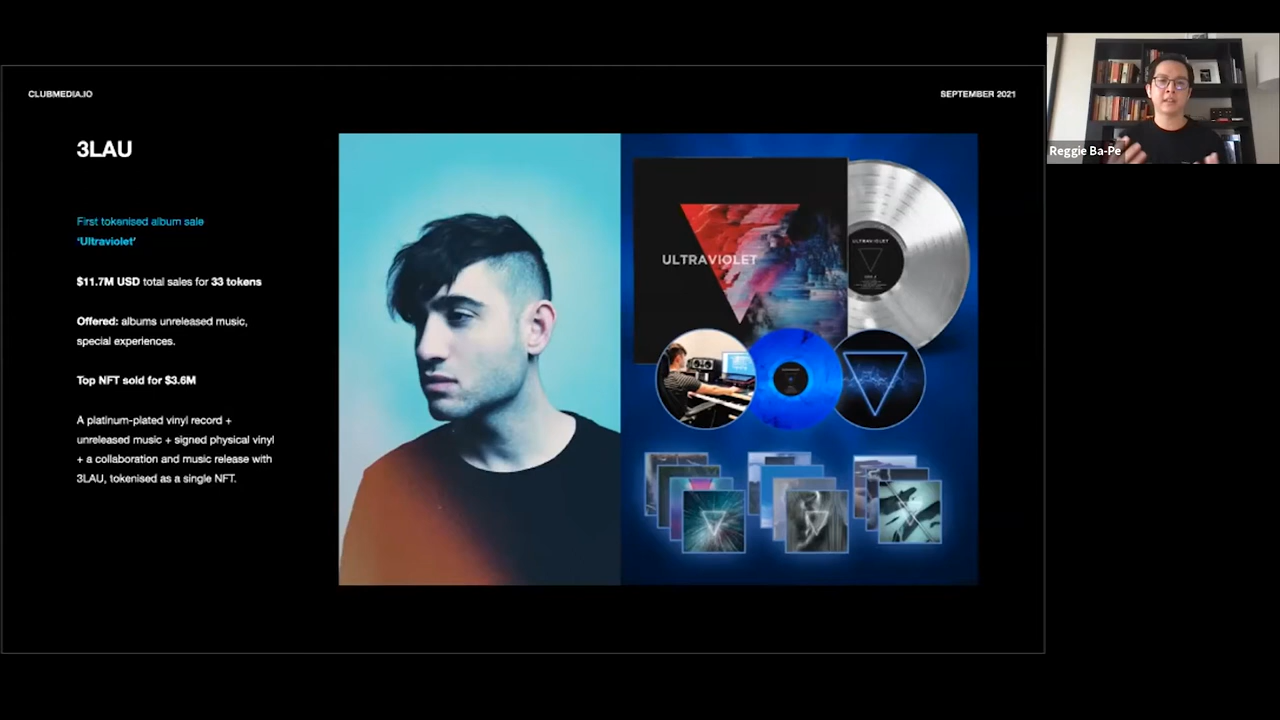 CLUBMEDIA.IO
SEPTEMBER 2021
3LAU
First tokenised album sale
‘Ultraviolet’
$11.7M USD total sales for 33 tokens
Offered: albums unreleased music,
special experiences.
Top NFT sold for $3.6M
A platinum-plated vinyl record +
unreleased music + signed physical vinyl
+ a collaboration and music release with
3LAU, tokenised as a single NFT.
ULTRAVIOLET
ULTRAVIOLET
Reggie Ba-Pe